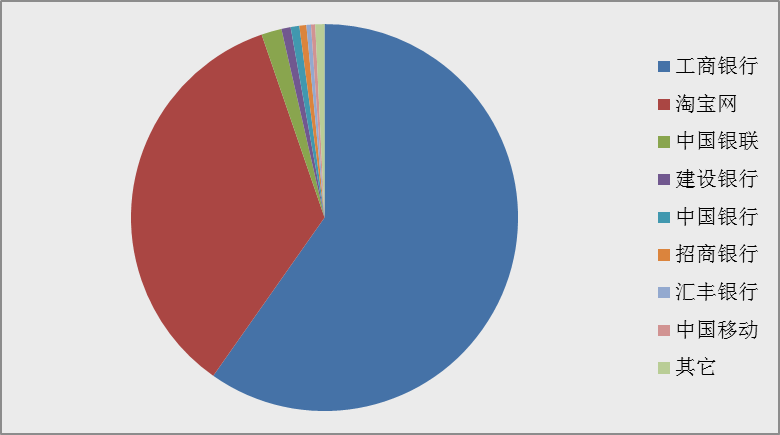 工商银行
淘宝网
中国银联
建设银行
中国银行
招商银行
汇丰银行
中国移动
其它